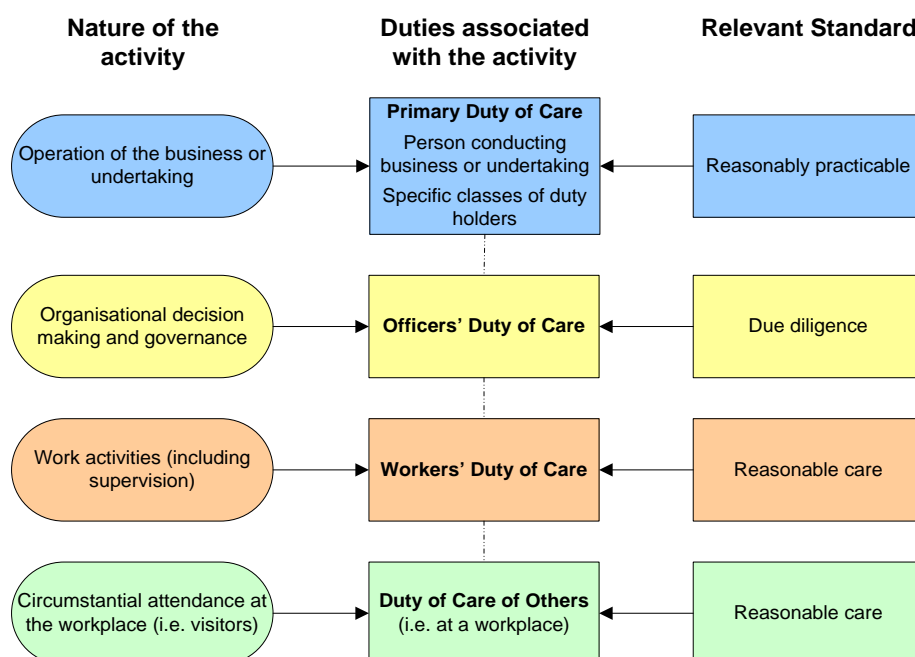 Nature of the
activity
Duties associated
with the activity
Relevant Standard
Operation of the business or
undertaking
Primary Duty of Care
Person conducting
business or undertaking
Specific classes of duty
holders
Reasonably practicable
Organisational decision
making and governance
Officers’ Duty of Care
Due diligence
Work activities (including
supervision)
Workers’ Duty of Care
Reasonable care
Circumstantial attendance at
the workplace (i.e. visitors)
Duty of Care of Others
(i.e. at a workplace)
Reasonable care